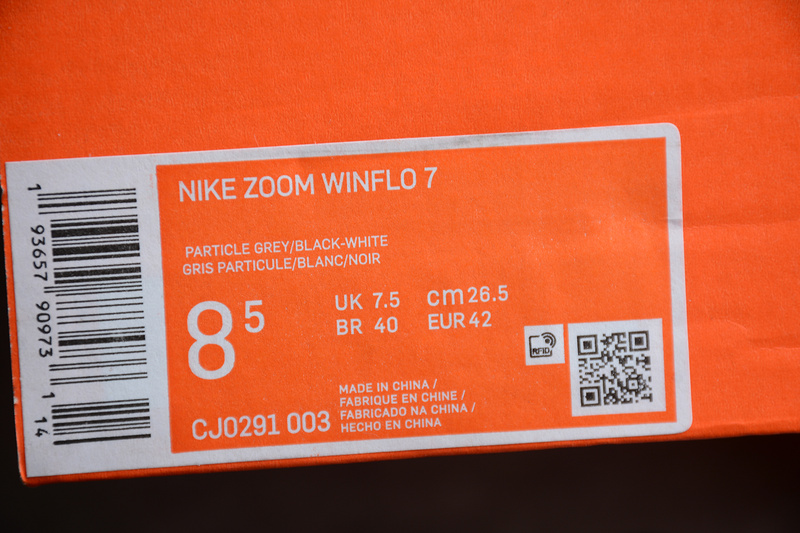 NIKE ZOOM WINFLO 7
PARTICLE GREY/BLACK-WHITE
GRIS PARTICULE/BLANC/NOIR
8 5
UK 7.5 cm 26.5
BR 40 EUR 42
RFID
CJ0291 003
MADE IN CHINA /
FABRIQUE EN CHINE /
FABRICADO NA CHINA /
HECHO EN CHINA
1 93657 90973 1 14